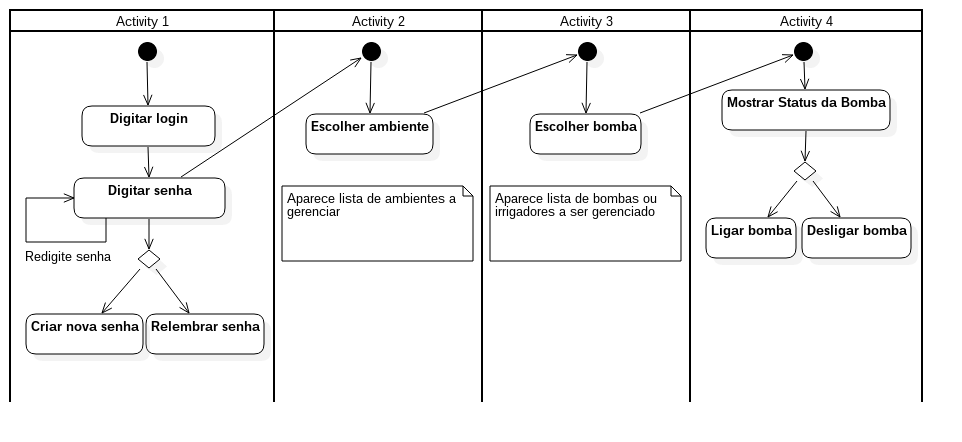 Activity 1
Activity 2
Activity 3
Activity 4
Digitar login
Digitar senha
Redigite senha
Criar nova senha
Relembrar senha
Escolher ambiente
Aparece lista de ambientes a
gerenciar
Escolher bomba
Aparece lista de bombas ou
irrigadores a ser gerenciado
Mostrar Status da Bomba
Ligar bomba
Desligar bomba